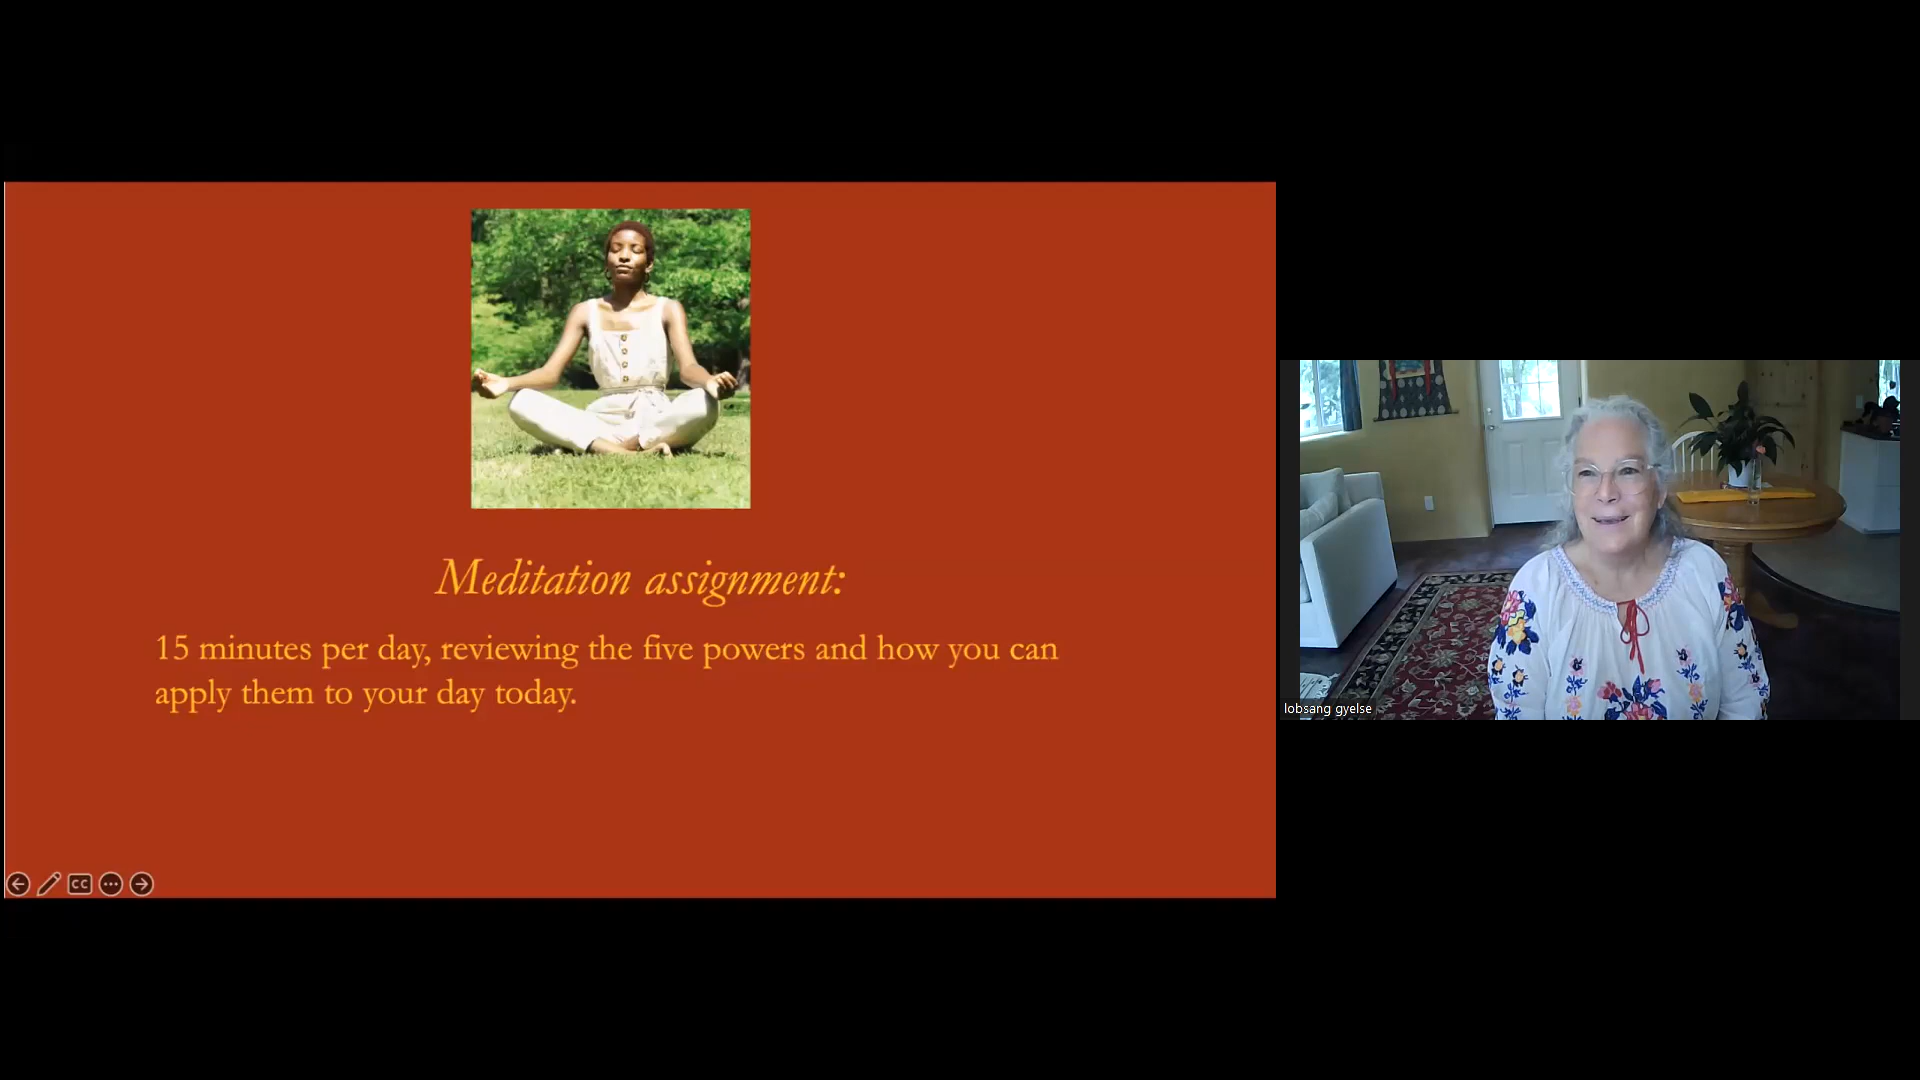 Meditation assignment:
15 minutes per day, reviewing the five powers and how you can
apply them to your day today.
CC
lobsang gyelse